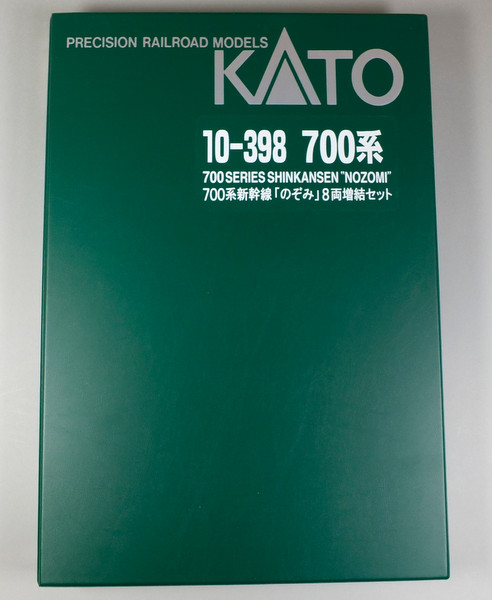 PRECISION RAILROAD MODELS
KATO
10-398 700系
700 SERIES SHINKANSEN "NOZOMI"
700系新幹線「のぞみ」8両増結セット